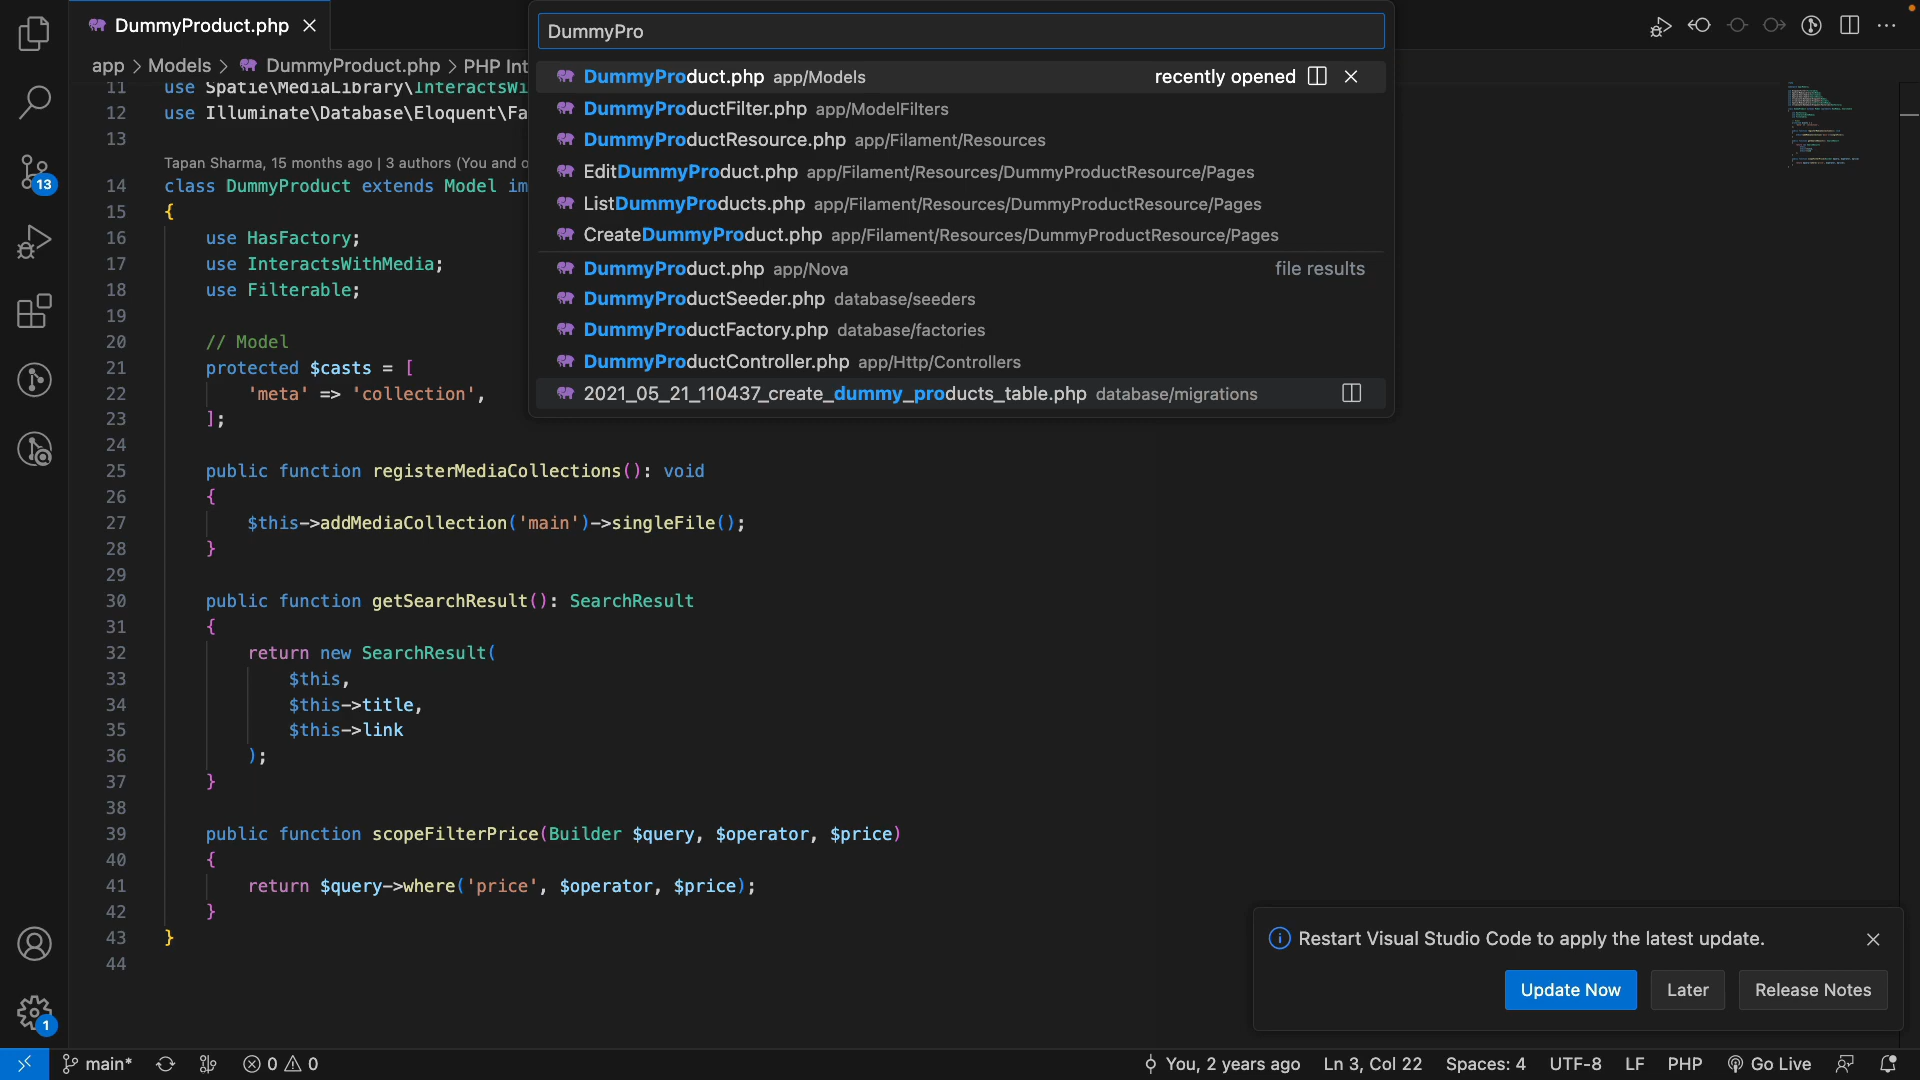 DummyProduct.php
DummyPro
app > Models > DummyProduct.php > PHP Int
DummyProduct.php app/Models recently opened
DummyProductFilter.php app/ModelFilters
DummyProductResource.php app/Filament/Resources
EditDummyProduct.php app/Filament/Resources/DummyProductResource/Pages
ListDummyProducts.php app/Filament/Resources/DummyProductResource/Pages
CreateDummyProduct.php app/Filament/Resources/DummyProductResource/Pages
DummyProduct.php app/Nova file results
DummyProductSeeder.php database/seeders
DummyProductFactory.php database/factories
DummyProductController.php app/Http/Controllers
2021_05_21_110437_create_dummy_products_table.php database/migrations
11 use Spatie\MediaLibrary\InteractsWi
12 use Illuminate\Database\Eloquent\Fa
13
Tapan Sharma, 15 months ago | 3 authors (You and o
14 class DummyProduct extends Model im
15 {
16 use HasFactory;
17 use InteractsWithMedia;
18 use Filterable;
19
20 // Model
21 protected $casts = [
22 'meta' => 'collection',
23 ];
24
25 public function registerMediaCollections(): void
26 {
27 $this->addMediaCollection('main')->singleFile();
28 }
29
30 public function getSearchResult(): SearchResult
31 {
32 return new SearchResult(
33 $this,
34 $this->title,
35 $this->link
36 );
37 }
38
39 public function scopeFilterPrice(Builder $query, $operator, $price)
40 {
41 return $query->where('price', $operator, $price);
42 }
43 }
44
13
1
Restart Visual Studio Code to apply the latest update.
Update Now Later Release Notes
main* 0 0 You, 2 years ago Ln 3, Col 22 Spaces: 4 UTF-8 LF PHP Go Live